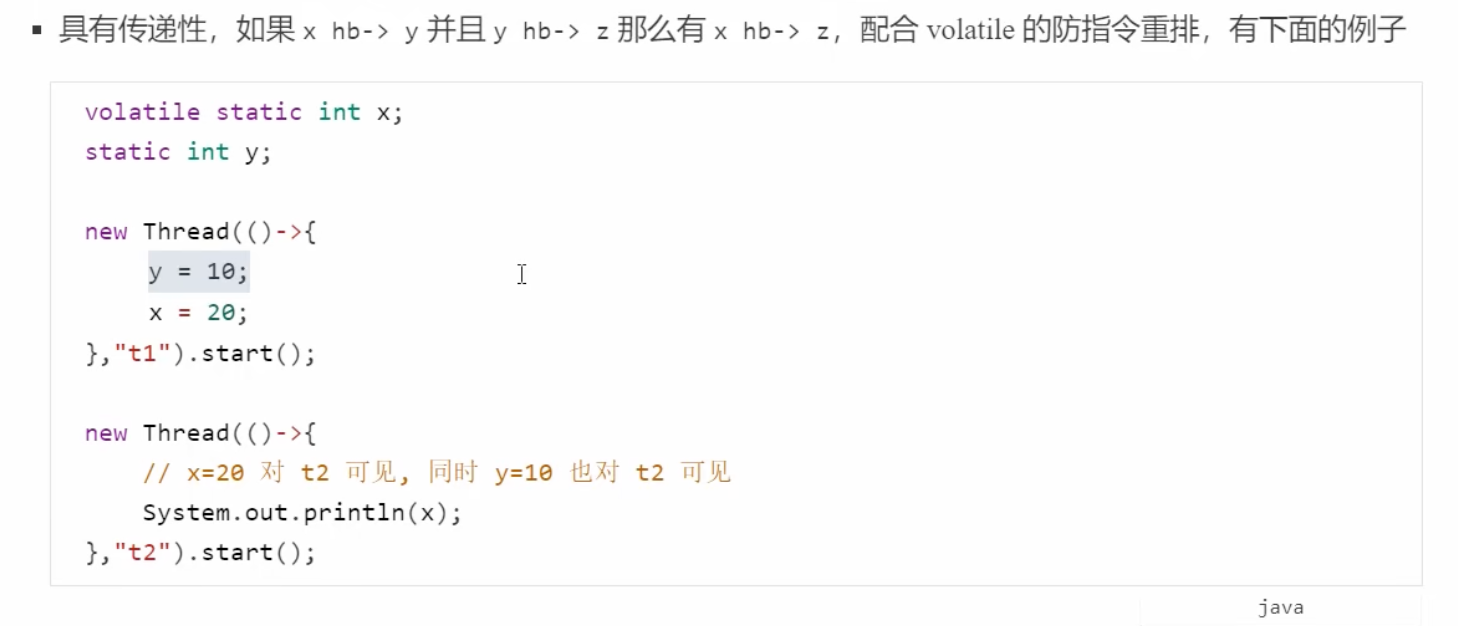 ▪ 具有传递性，如果 x hb-> y 并且 y hb-> z 那么有 x hb-> z，配合 volatile 的防指令重排，有下面的例子
volatile static int x;
static int y;
new Thread(()->{
y = 10;
x = 20;
},"t1").start();
new Thread(()->{
// x=20 对 t2 可见, 同时 y=10 也对 t2 可见
System.out.println(x);
},"t2").start();
java